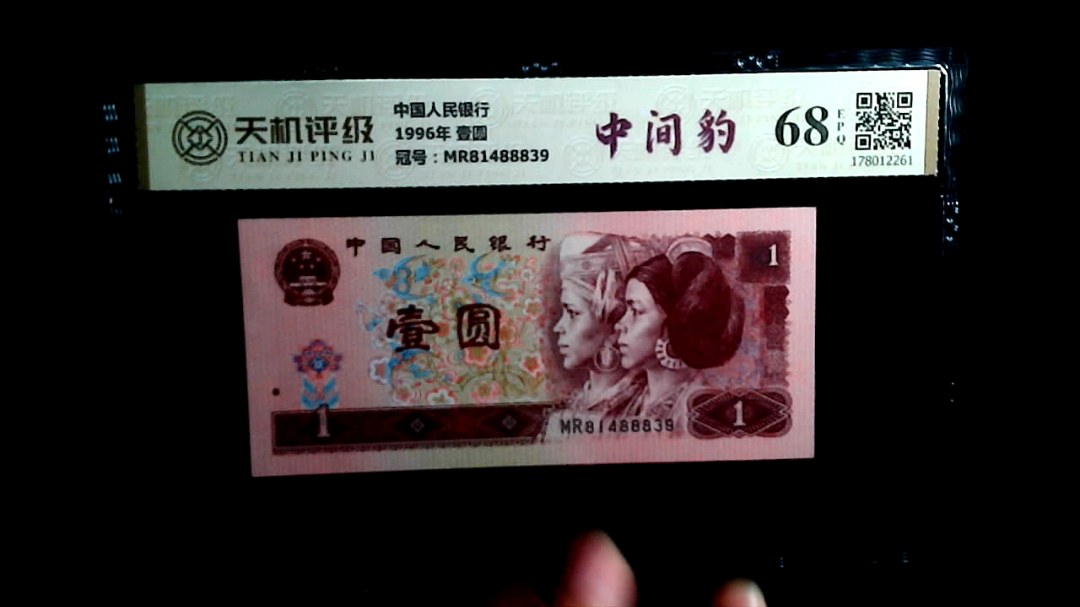 天机评级
TIAN JI PING JI
中国人民银行
1996年 壹圆
冠号：MR81488839
中间豹
68
EPQ
178012261
中国人民银行
壹圆
1
1
1
MR81488839